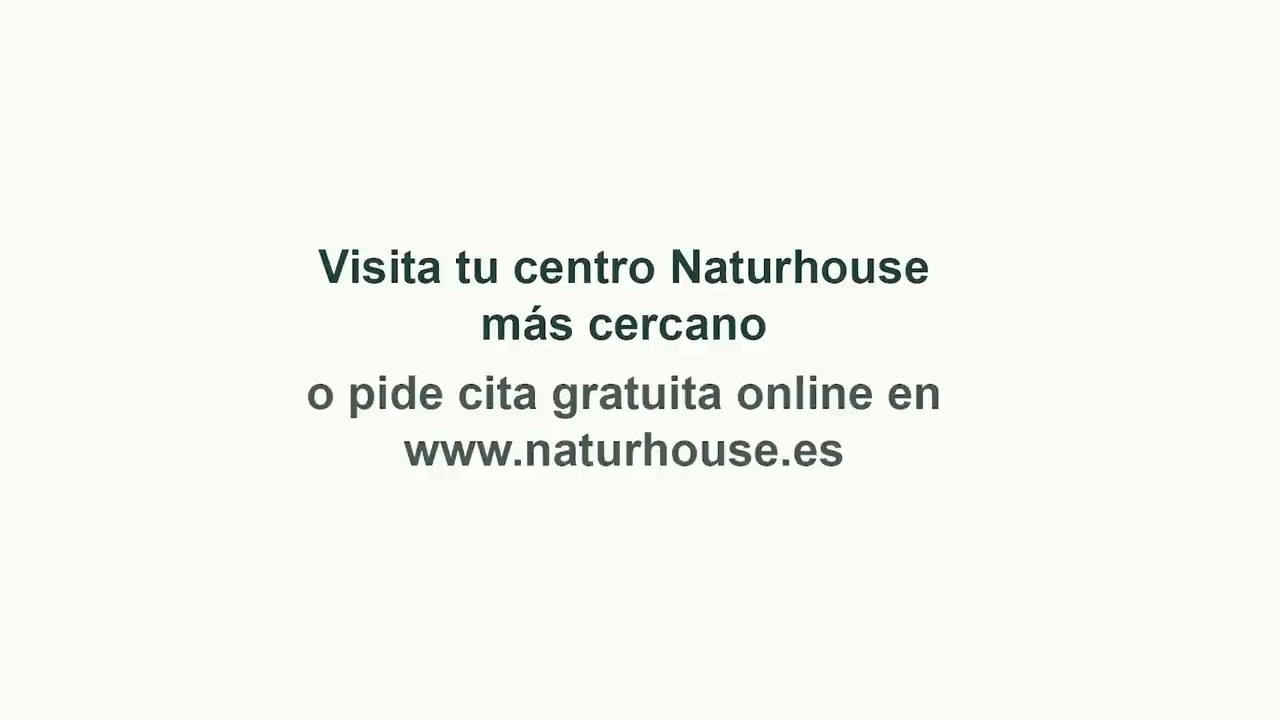 Visita tu centro Naturhouse
más cercano
o pide cita gratuita online en
www.naturhouse.es